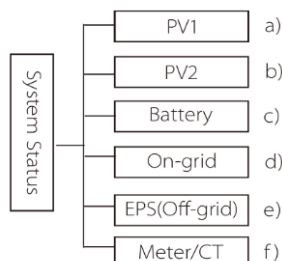 System Status
PV1 a)
PV2 b)
Battery c)
On-grid d)
EPS(Off-grid) e)
Meter/CT f)